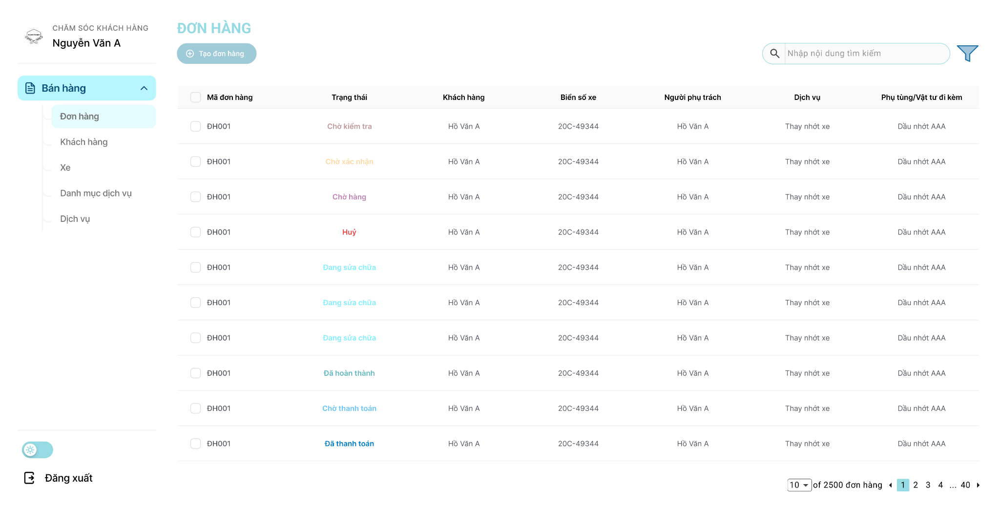 CHĂM SÓC KHÁCH HÀNG
Nguyễn Văn A
Bán hàng
Đơn hàng
Khách hàng
Xe
Danh mục dịch vụ
Dịch vụ
Đăng xuất
ĐƠN HÀNG
Tạo đơn hàng
Nhập nội dung tìm kiếm
Mã đơn hàng Trạng thái Khách hàng Biển số xe Người phụ trách Dịch vụ Phụ tùng/Vật tư đi kèm
ĐH001 Chờ kiểm tra Hồ Văn A 20C-49344 Hồ Văn A Thay nhớt xe Dầu nhớt AAA
ĐH001 Chờ xác nhận Hồ Văn A 20C-49344 Hồ Văn A Thay nhớt xe Dầu nhớt AAA
ĐH001 Chờ hàng Hồ Văn A 20C-49344 Hồ Văn A Thay nhớt xe Dầu nhớt AAA
ĐH001 Huỷ Hồ Văn A 20C-49344 Hồ Văn A Thay nhớt xe Dầu nhớt AAA
ĐH001 Đang sửa chữa Hồ Văn A 20C-49344 Hồ Văn A Thay nhớt xe Dầu nhớt AAA
ĐH001 Đang sửa chữa Hồ Văn A 20C-49344 Hồ Văn A Thay nhớt xe Dầu nhớt AAA
ĐH001 Đang sửa chữa Hồ Văn A 20C-49344 Hồ Văn A Thay nhớt xe Dầu nhớt AAA
ĐH001 Đã hoàn thành Hồ Văn A 20C-49344 Hồ Văn A Thay nhớt xe Dầu nhớt AAA
ĐH001 Chờ thanh toán Hồ Văn A 20C-49344 Hồ Văn A Thay nhớt xe Dầu nhớt AAA
ĐH001 Đã thanh toán Hồ Văn A 20C-49344 Hồ Văn A Thay nhớt xe Dầu nhớt AAA
10 of 2500 đơn hàng 1 2 3 4 ... 40